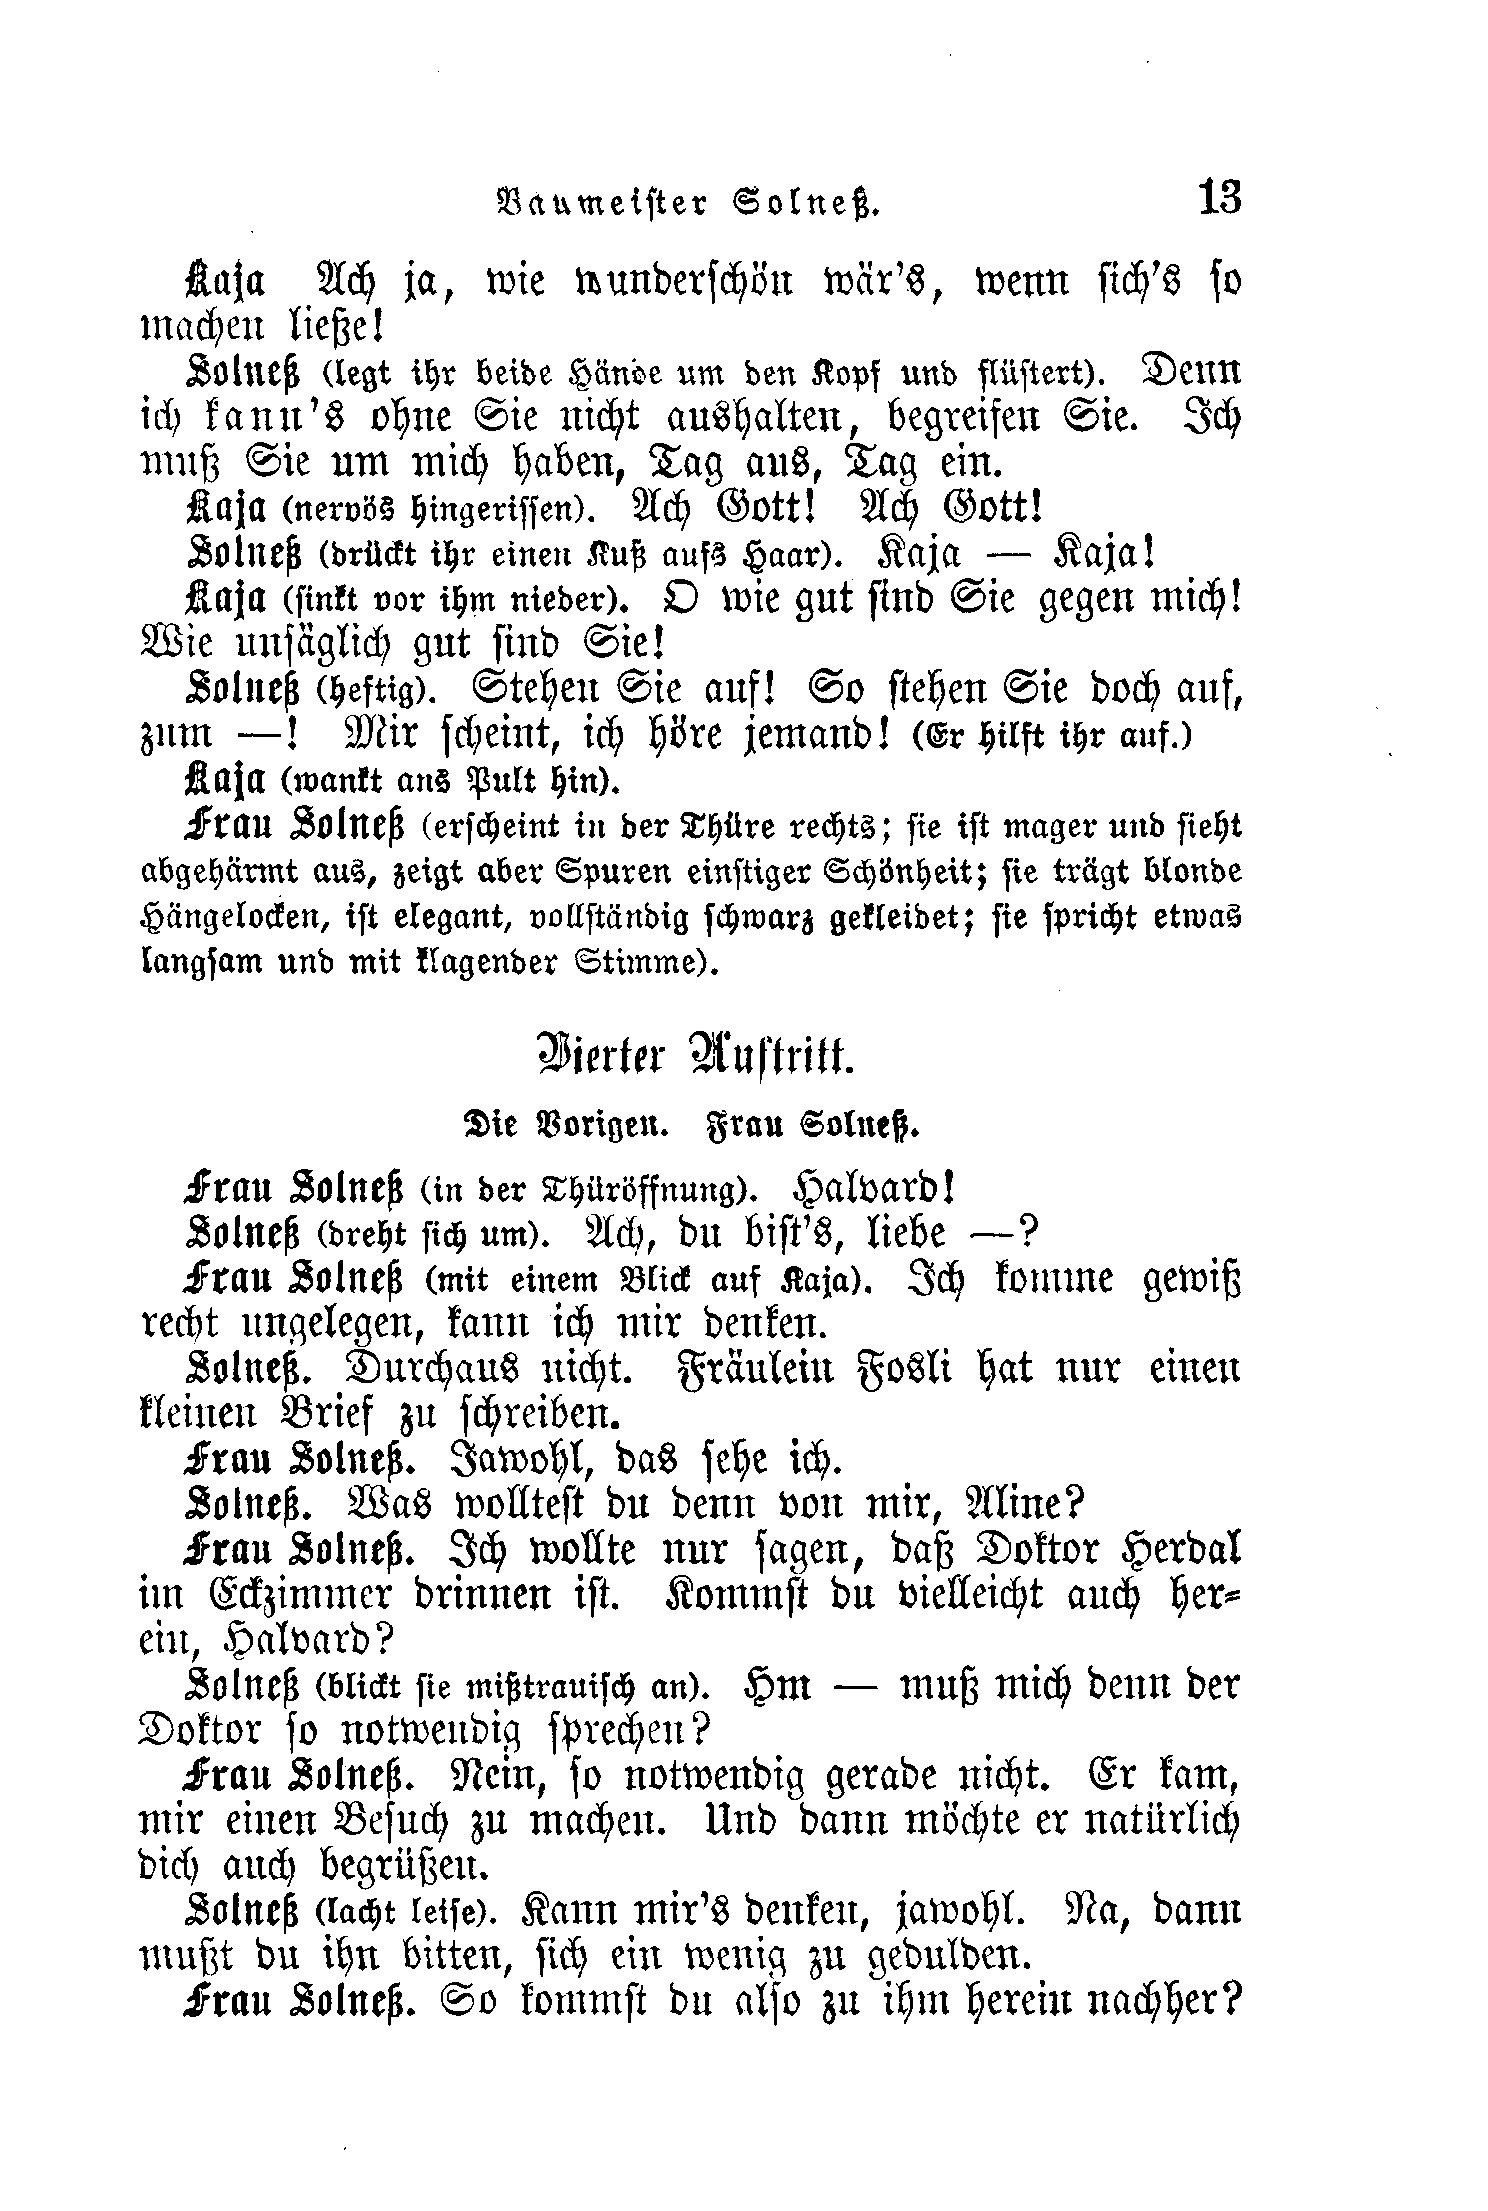 Baumeister Solneß. 13
Kaja Ach ja, wie wunderschön wär's, wenn sich's so
machen ließe!
Solneß (legt ihr beide Hände um den Kopf und flüstert). Denn
ich kann's ohne Sie nicht aushalten, begreifen Sie. Ich
muß Sie um mich haben, Tag aus, Tag ein.
Kaja (nervös hingerissen). Ach Gott! Ach Gott!
Solneß (drückt ihr einen Kuß aufs Haar). Kaja — Kaja!
Kaja (sinkt vor ihm nieder). O wie gut sind Sie gegen mich!
Wie unsäglich gut sind Sie!
Solneß (heftig). Stehen Sie auf! So stehen Sie doch auf,
zum —! Mir scheint, ich höre jemand! (Er hilft ihr auf.)
Kaja (wankt ans Pult hin).
Frau Solneß (erscheint in der Thüre rechts; sie ist mager und sieht
abgehärmt aus, zeigt aber Spuren einstiger Schönheit; sie trägt blonde
Hängelocken, ist elegant, vollständig schwarz gekleidet; sie spricht etwas
langsam und mit klagender Stimme).
Vierter Auftritt.
Die Vorigen. Frau Solneß.
Frau Solneß (in der Thüröffnung). Halvard!
Solneß (dreht sich um). Ach, du bist's, liebe —?
Frau Solneß (mit einem Blick auf Kaja). Ich komme gewiß
recht ungelegen, kann ich mir denken.
Solneß. Durchaus nicht. Fräulein Fosli hat nur einen
kleinen Brief zu schreiben.
Frau Solneß. Jawohl, das sehe ich.
Solneß. Was wolltest du denn von mir, Aline?
Frau Solneß. Ich wollte nur sagen, daß Doktor Herdal
im Eckzimmer drinnen ist. Kommst du vielleicht auch her-
ein, Halvard?
Solneß (blickt sie mißtrauisch an). Hm — muß mich denn der
Doktor so notwendig sprechen?
Frau Solneß. Nein, so notwendig gerade nicht. Er kam,
mir einen Besuch zu machen. Und dann möchte er natürlich
dich auch begrüßen.
Solneß (lacht leise). Kann mir's denken, jawohl. Na, dann
mußt du ihn bitten, sich ein wenig zu gedulden.
Frau Solneß. So kommst du also zu ihm herein nachher?